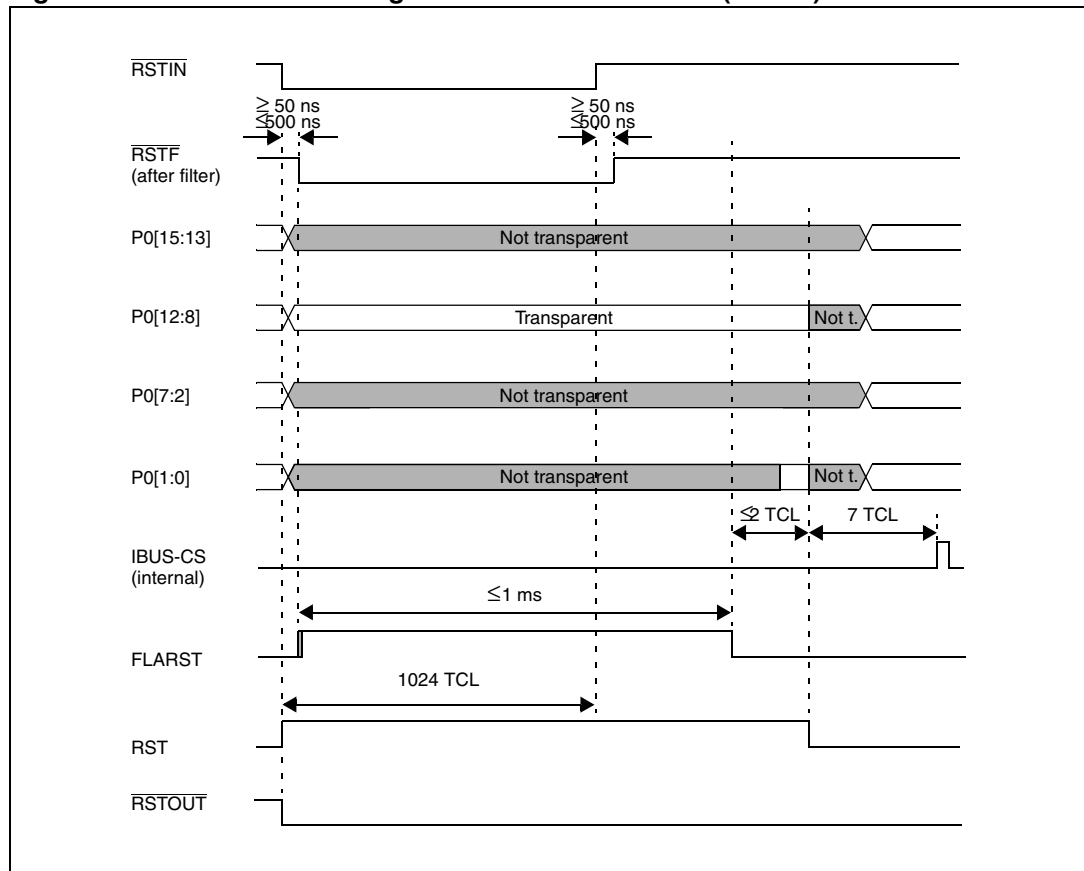 RSTIN
≥ 50 ns
≤500 ns
≥ 50 ns
≤500 ns
RSTF
(after filter)
P0[15:13]
Not transparent
P0[12:8]
Transparent
Not t.
P0[7:2]
Not transparent
P0[1:0]
Not transparent
Not t.
≤2 TCL
7 TCL
IBUS-CS
(internal)
≤1 ms
FLARST
1024 TCL
RST
RSTOUT